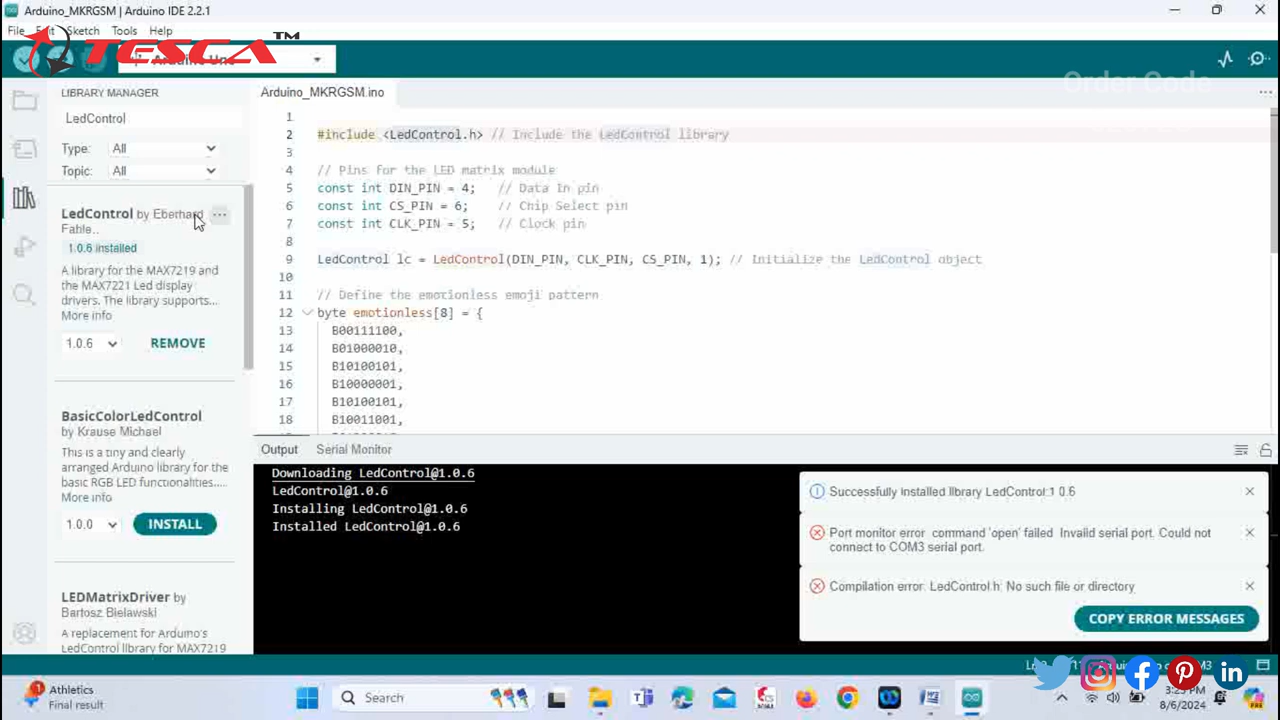 Arduino_MKRGSM | Arduino IDE 2.2.1
File Edit Sketch Tools Help
TESCA ™
Arduino Uno
Order Code
LIBRARY MANAGER
LedControl
Type: All
Topic: All
LedControl by Eberhard
Fahle..
1.0.6 installed
A library for the MAX7219 and
the MAX7221 Led display
drivers. The library supports...
More info
1.0.6 REMOVE
BasicColorLedControl
by Krause Michael
This is a tiny and clearly
arranged Arduino library for the
basic RGB LED functionalities....
More info
1.0.0 INSTALL
LEDMatrixDriver by
Bartosz Bielawski
A replacement for Arduino's
LedControl library for MAX7219
Arduino_MKRGSM.ino
1
2 #include <LedControl.h> // Include the LedControl library
3
4 // Pins for the LED matrix module
5 const int DIN_PIN = 4; // Data In pin
6 const int CS_PIN = 6; // Chip Select pin
7 const int CLK_PIN = 5; // Clock pin
8
9 LedControl lc = LedControl(DIN_PIN, CLK_PIN, CS_PIN, 1); // Initialize the LedControl object
10
11 // Define the emotionless emoji pattern
12 byte emotionless[8] = {
13 B00111100,
14 B01000010,
15 B10100101,
16 B10000001,
17 B10100101,
18 B10011001,
Output Serial Monitor
Downloading LedControl@1.0.6
LedControl@1.0.6
Installing LedControl@1.0.6
Installed LedControl@1.0.6
Successfully installed library LedControl:1.0.6
Port monitor error: command 'open' failed: Invalid serial port. Could not
connect to COM3 serial port.
Compilation error: LedControl.h: No such file or directory
COPY ERROR MESSAGES
1
Athletics
Final result
Search
3:23 PM
8/6/2024